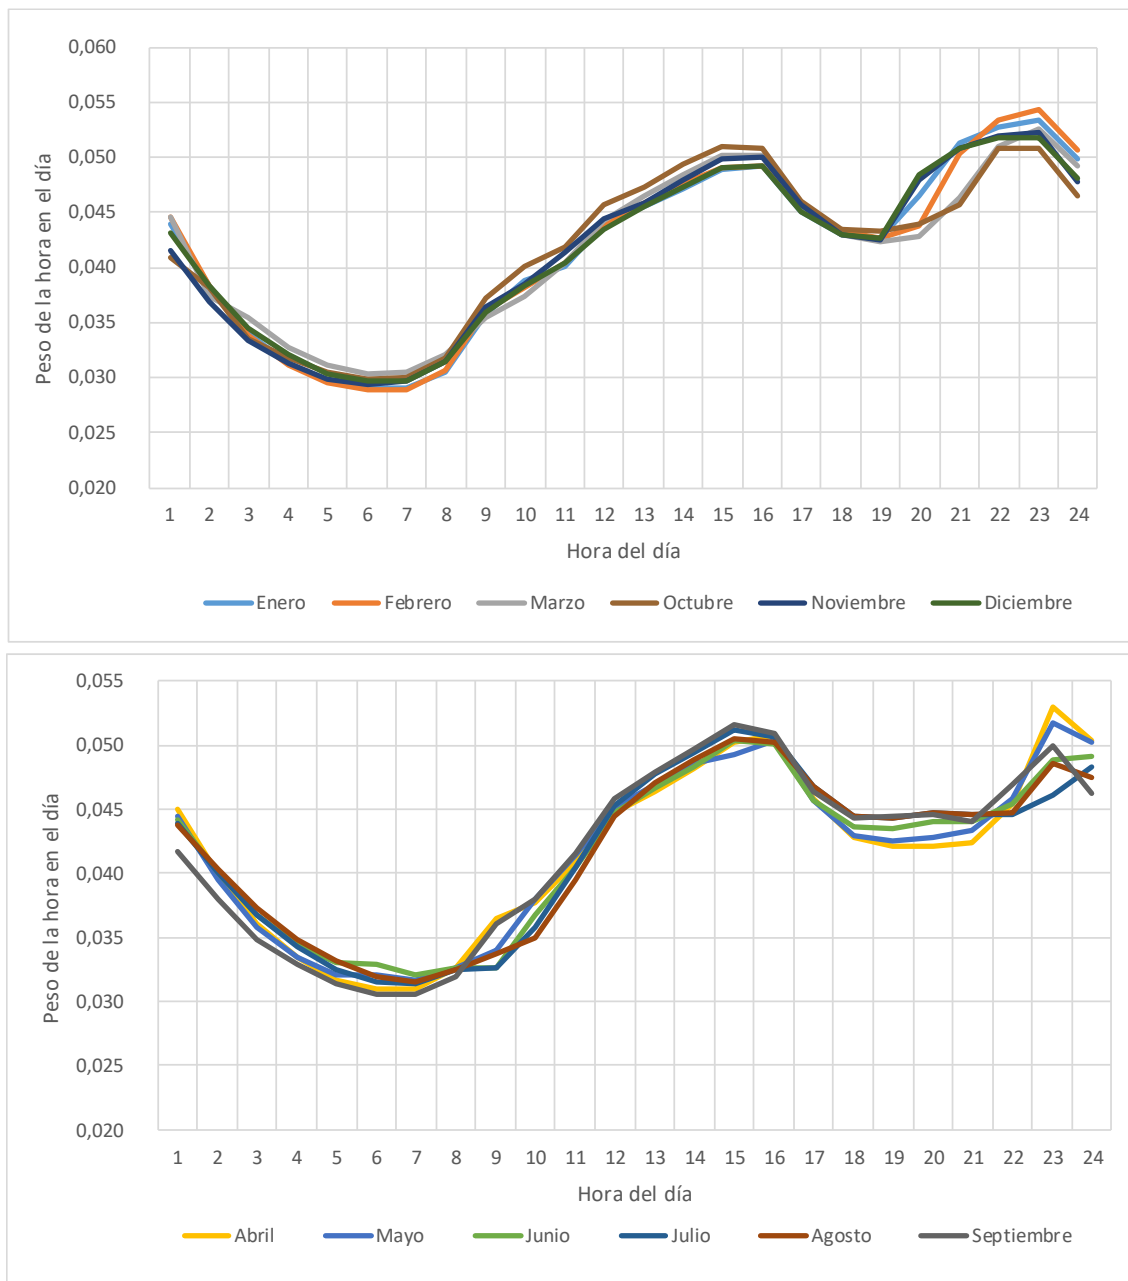 Peso de la hora en el día
0,060
0,055
0,050
0,045
0,040
0,035
0,030
0,025
0,020
1 2 3 4 5 6 7 8 9 10 11 12 13 14 15 16 17 18 19 20 21 22 23 24
Hora del día
Enero Febrero Marzo Octubre Noviembre Diciembre
Peso de la hora en el día
0,055
0,050
0,045
0,040
0,035
0,030
0,025
0,020
1 2 3 4 5 6 7 8 9 10 11 12 13 14 15 16 17 18 19 20 21 22 23 24
Hora del día
Abril Mayo Junio Julio Agosto Septiembre